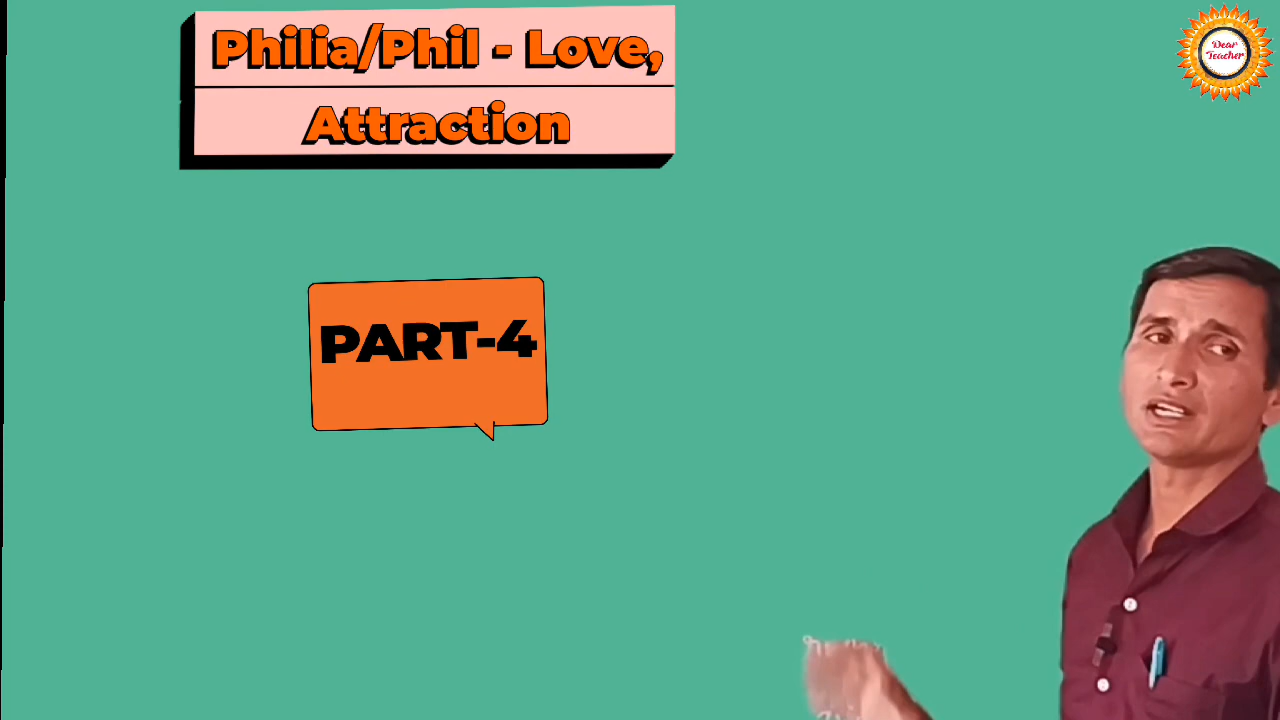 Philia/Phil - Love,
Attraction
Dear
Teacher
PART-4